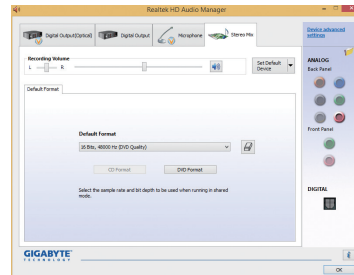 Realtek HD Audio Manager
Digital Output(Optical)
Digital Output
Microphone
Stereo Mix
Device advanced settings
Recording Volume
L
R
Set Default Device
ANALOG
Back Panel
Default Format
Default Format
16 Bits, 48000 Hz (DVD Quality)
CD Format
DVD Format
Select the sample rate and bit depth to be used when running in shared
mode.
Front Panel
DIGITAL
GIGABYTE
TECHNOLOGY
OK